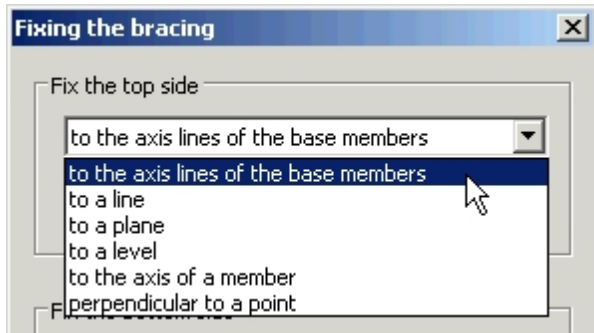 Fixing the bracing
Fix the top side
to the axis lines of the base members
to the axis lines of the base members
to a line
to a plane
to a level
to the axis of a member
perpendicular to a point